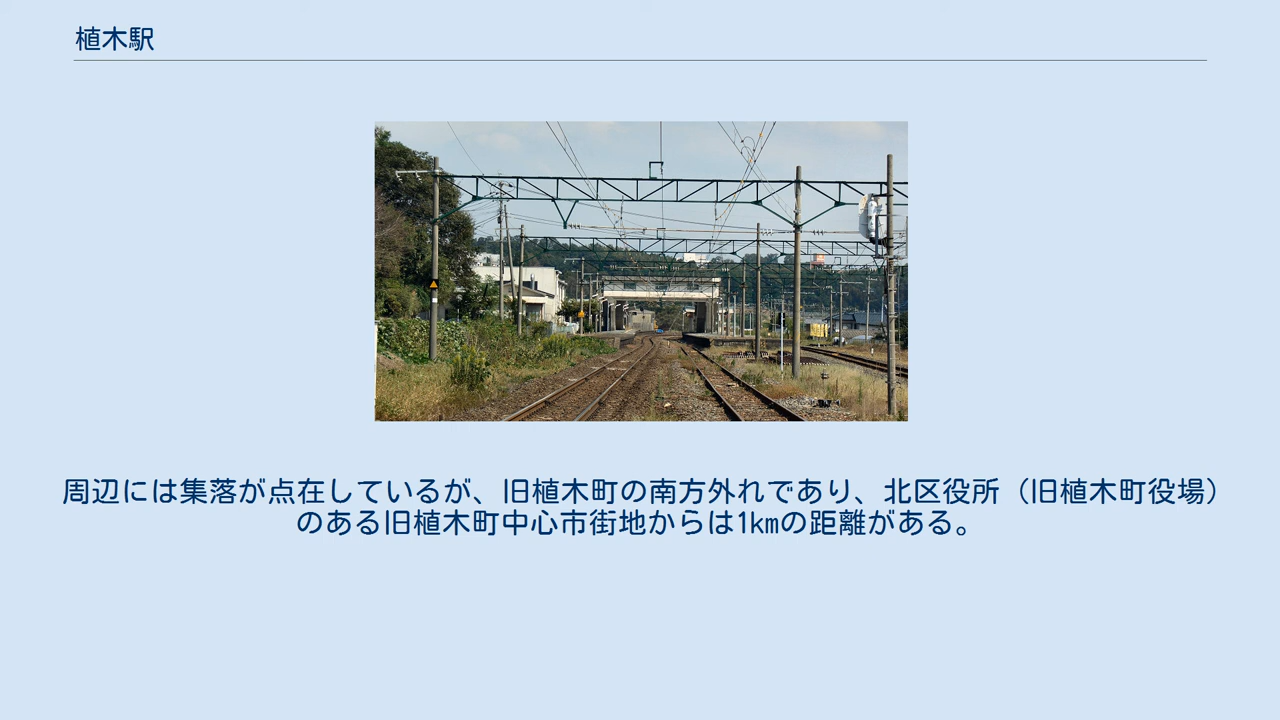 植木駅
周辺には集落が点在しているが、旧植木町の南方外れであり、北区役所（旧植木町役場）
のある旧植木町中心市街地からは1kmの距離がある。